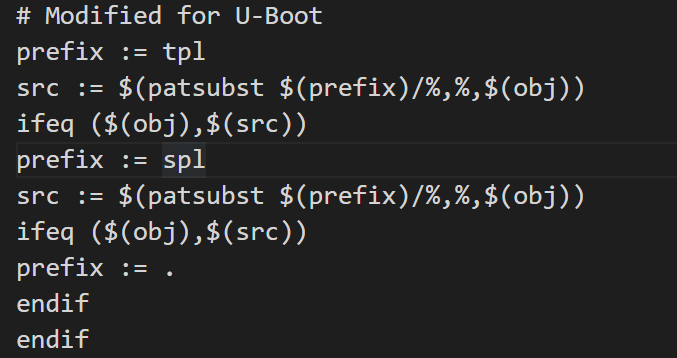 # Modified for U-Boot
prefix := tpl
src := $(patsubst $(prefix)/%,%,$(obj))
ifeq ($(obj),$(src))
prefix := spl
src := $(patsubst $(prefix)/%,%,$(obj))
ifeq ($(obj),$(src))
prefix := .
endif
endif